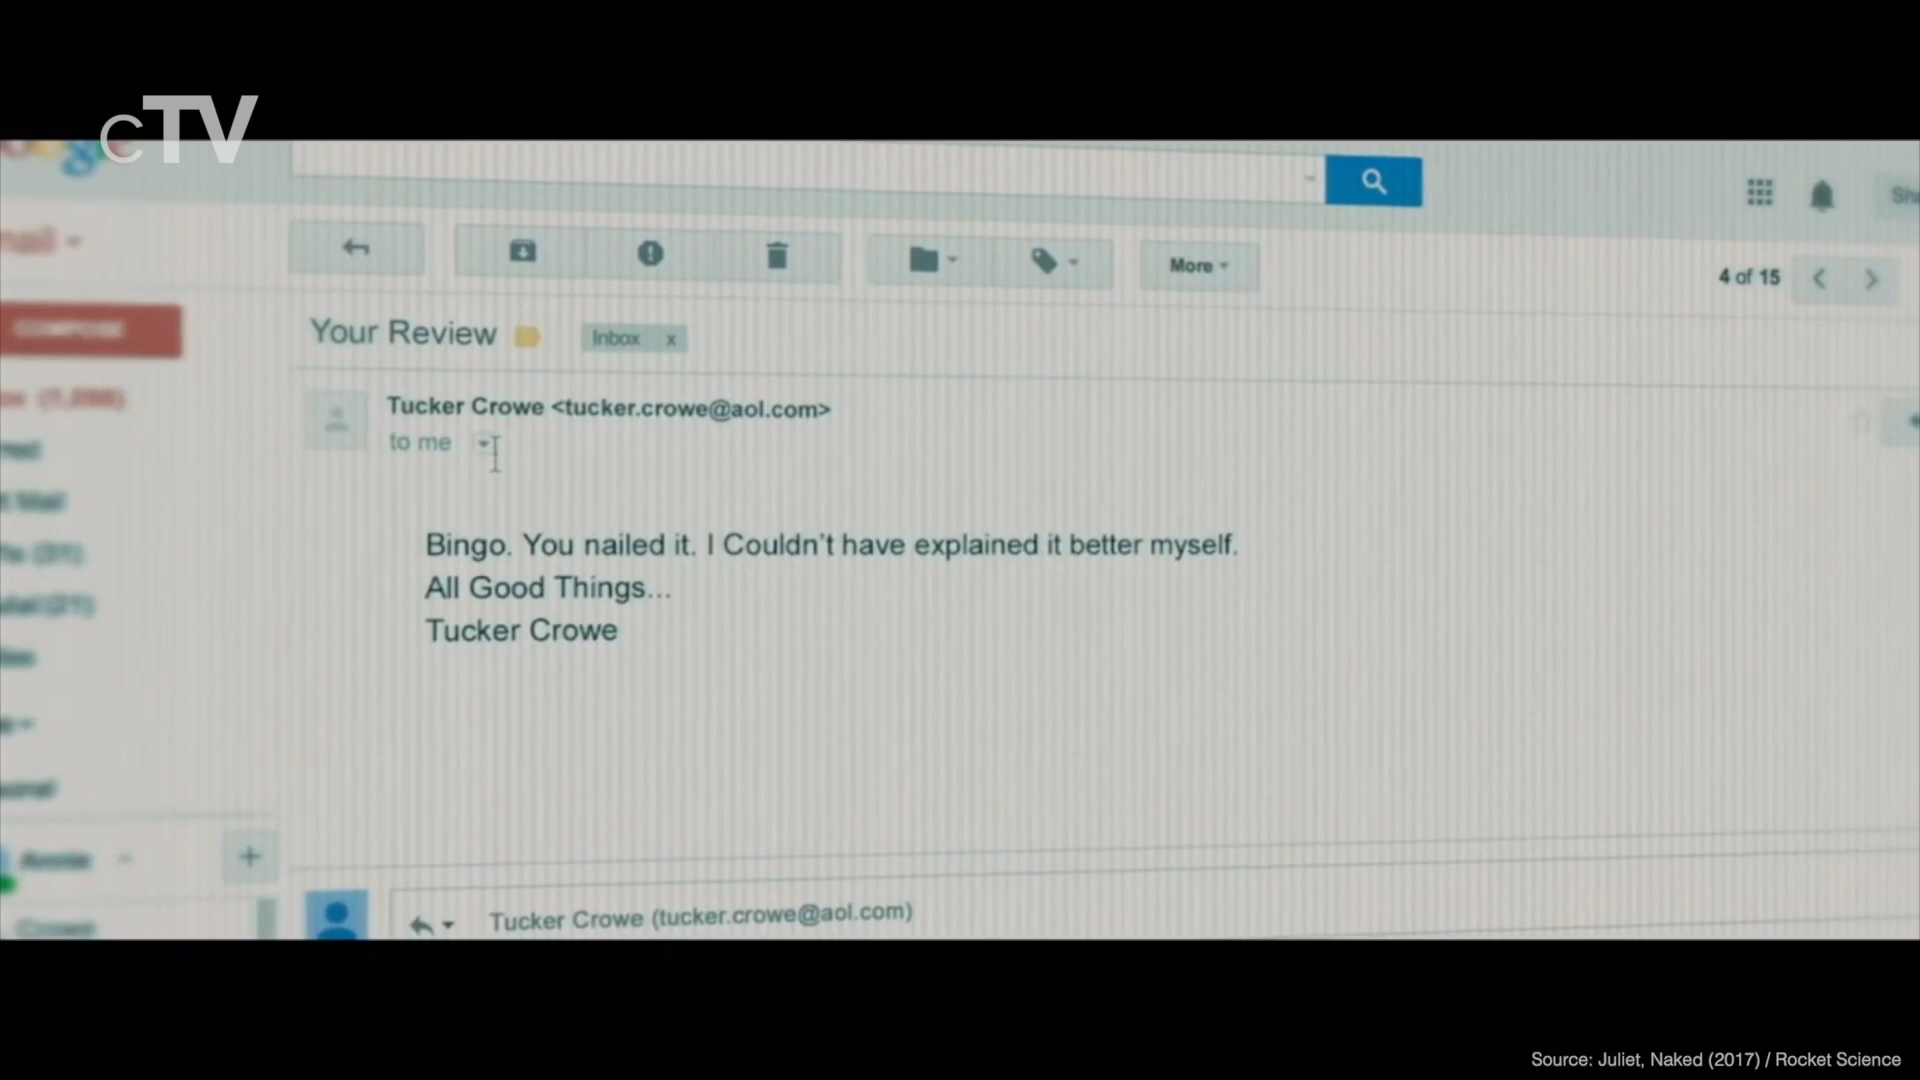 cTV
More
4 of 15
COMPOSE
Your Review
Inbox x
Tucker Crowe <tucker.crowe@aol.com>
to me
Bingo. You nailed it. I Couldn't have explained it better myself.
All Good Things...
Tucker Crowe
Annie
Tucker Crowe (tucker.crowe@aol.com)
Source: Juliet, Naked (2017) / Rocket Science